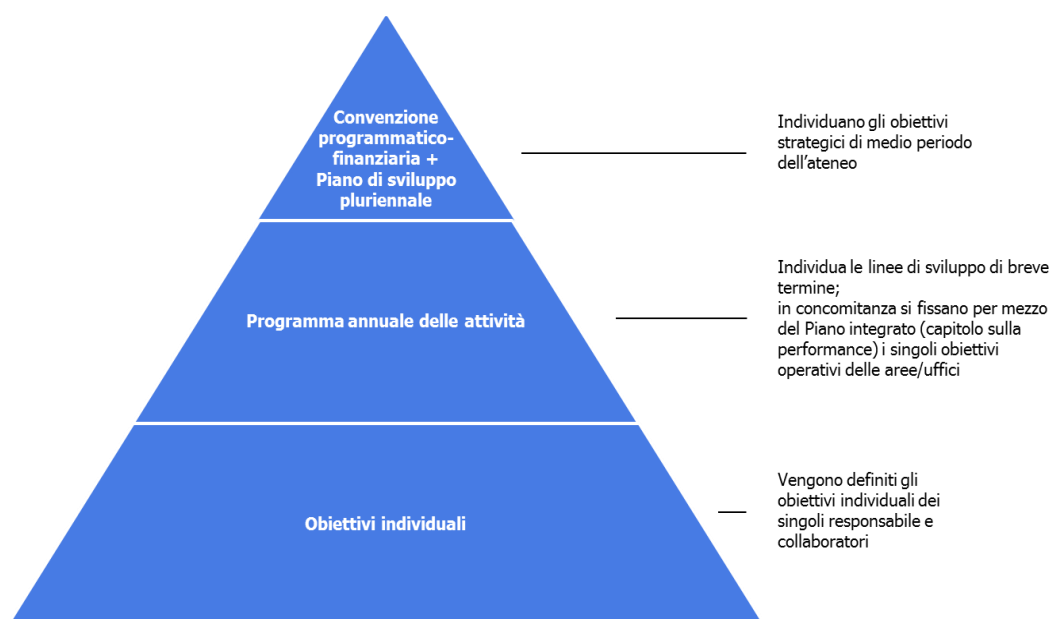 Convenzione
programmatico-
finanziaria +
Piano di sviluppo
pluriennale
Individuano gli obiettivi
strategici di medio periodo
dell'ateneo
Programma annuale delle attività
Individua le linee di sviluppo di breve
termine;
in concomitanza si fissano per mezzo
del Piano integrato (capitolo sulla
performance) i singoli obiettivi
operativi delle aree/uffici
Obiettivi individuali
Vengono definiti gli
obiettivi individuali dei
singoli responsabile e
collaboratori